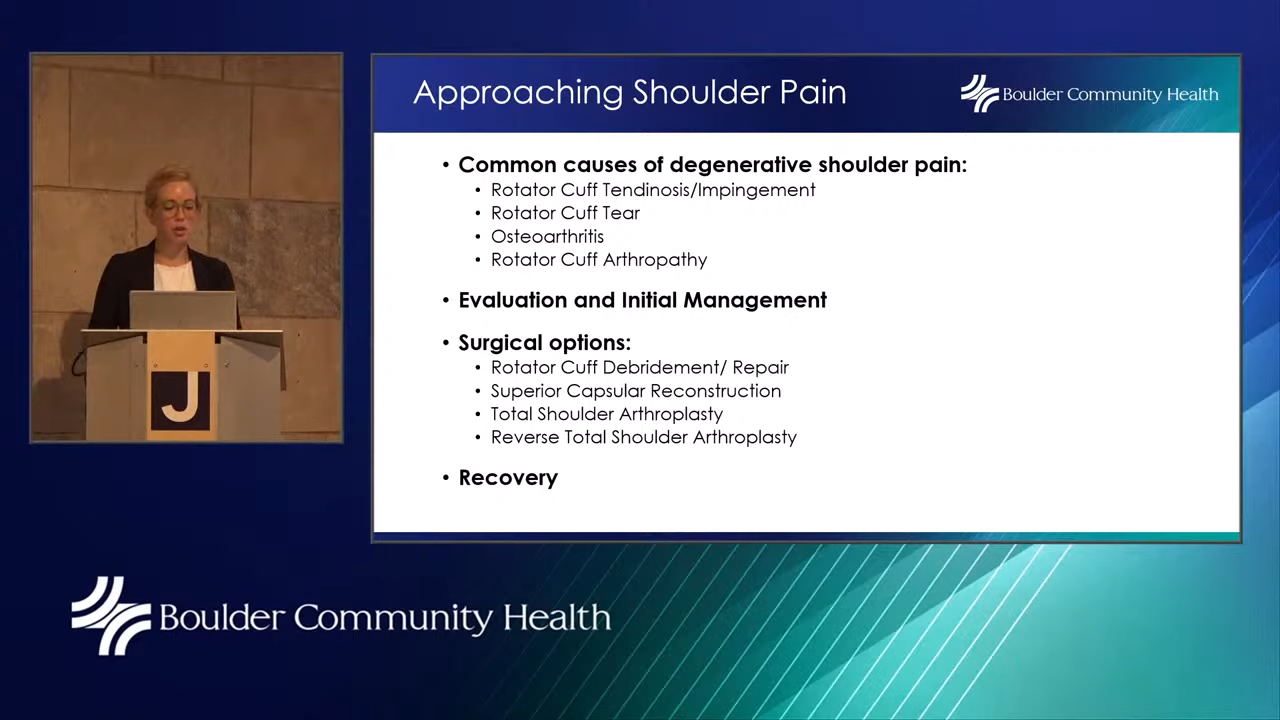 Approaching Shoulder Pain
Boulder Community Health
• Common causes of degenerative shoulder pain:
• Rotator Cuff Tendinosis/Impingement
• Rotator Cuff Tear
• Osteoarthritis
• Rotator Cuff Arthropathy
• Evaluation and Initial Management
• Surgical options:
• Rotator Cuff Debridement/ Repair
• Superior Capsular Reconstruction
• Total Shoulder Arthroplasty
• Reverse Total Shoulder Arthroplasty
• Recovery
J
Boulder Community Health